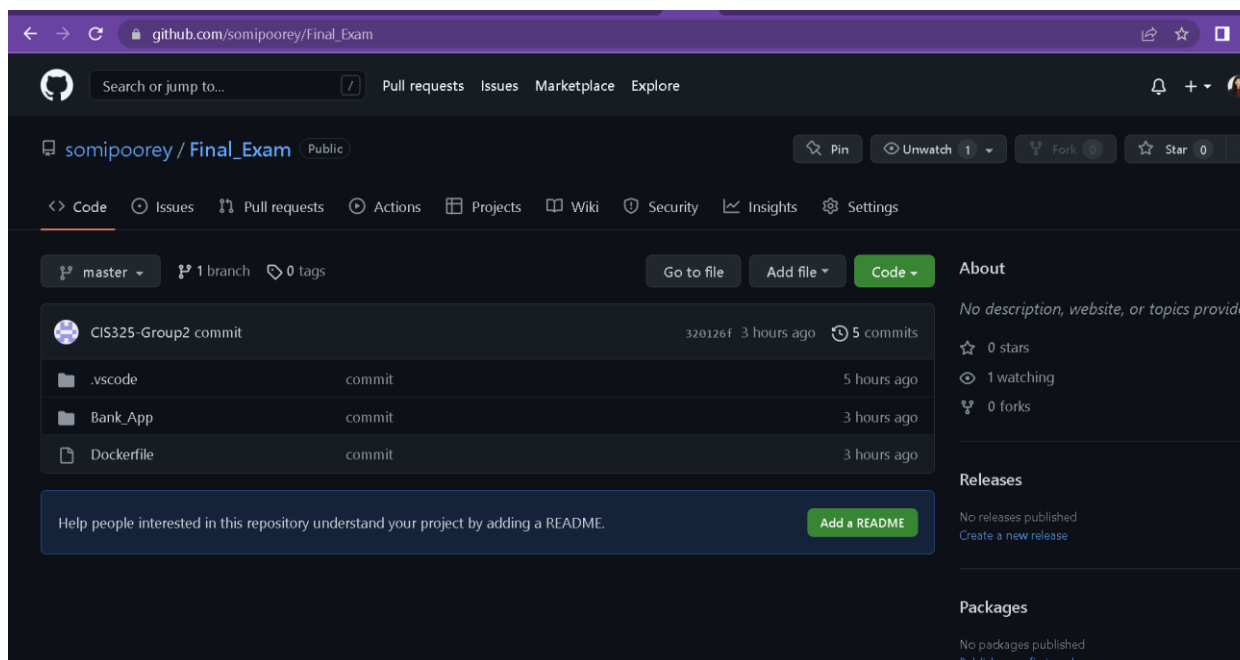 github.com/somipoorey/Final_Exam
Search or jump to... / Pull requests Issues Marketplace Explore
somipoorey / Final_Exam Public Pin Unwatch 1 Fork 0 Star 0
Code Issues Pull requests Actions Projects Wiki Security Insights Settings
master 1 branch 0 tags Go to file Add file Code
CIS325-Group2 commit 320126f 3 hours ago 5 commits
.vscode commit 5 hours ago
Bank_App commit 3 hours ago
Dockerfile commit 3 hours ago
Help people interested in this repository understand your project by adding a README. Add a README
About
No description, website, or topics provide
0 stars
1 watching
0 forks
Releases
No releases published
Create a new release
Packages
No packages published